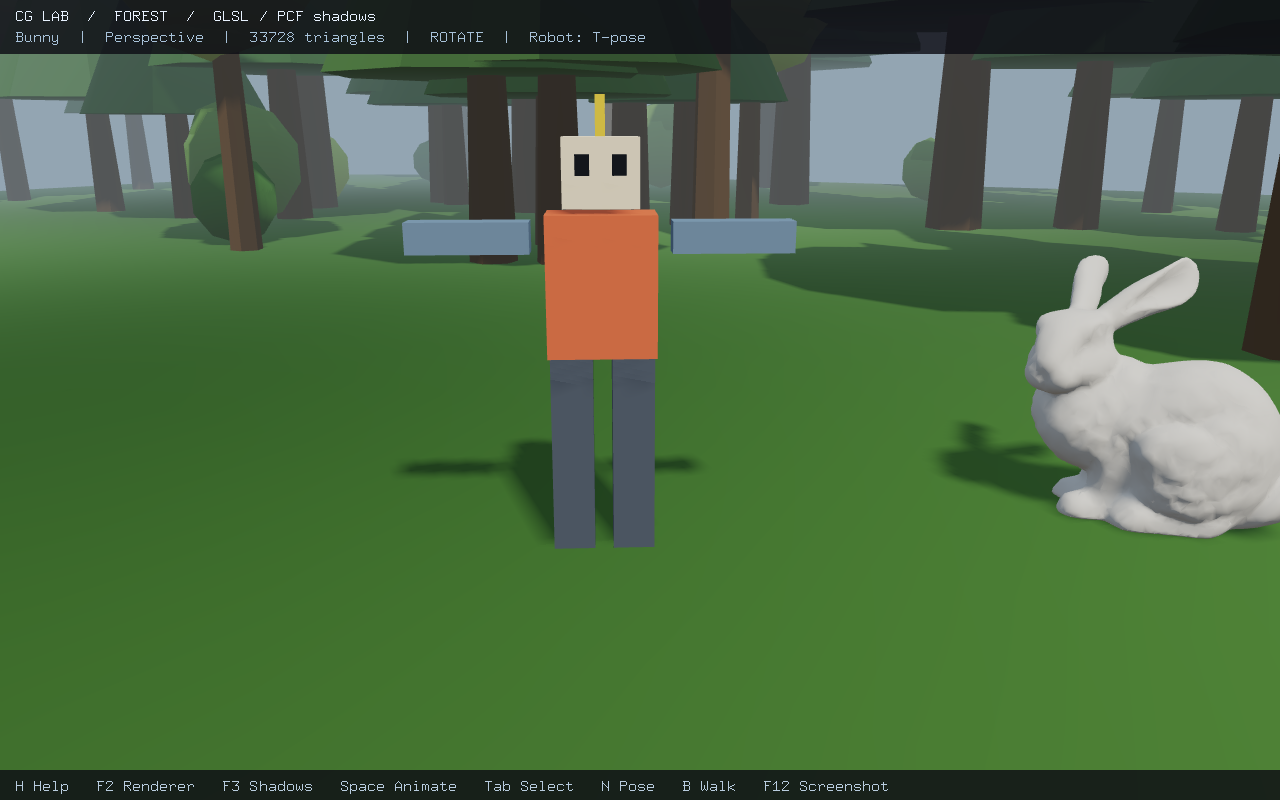 CG LAB / FOREST / GLSL / PCF shadows
Bunny | Perspective | 33728 triangles | ROTATE | Robot: T-pose
H Help F2 Renderer F3 Shadows Space Animate Tab Select N Pose B Walk F12 Screenshot